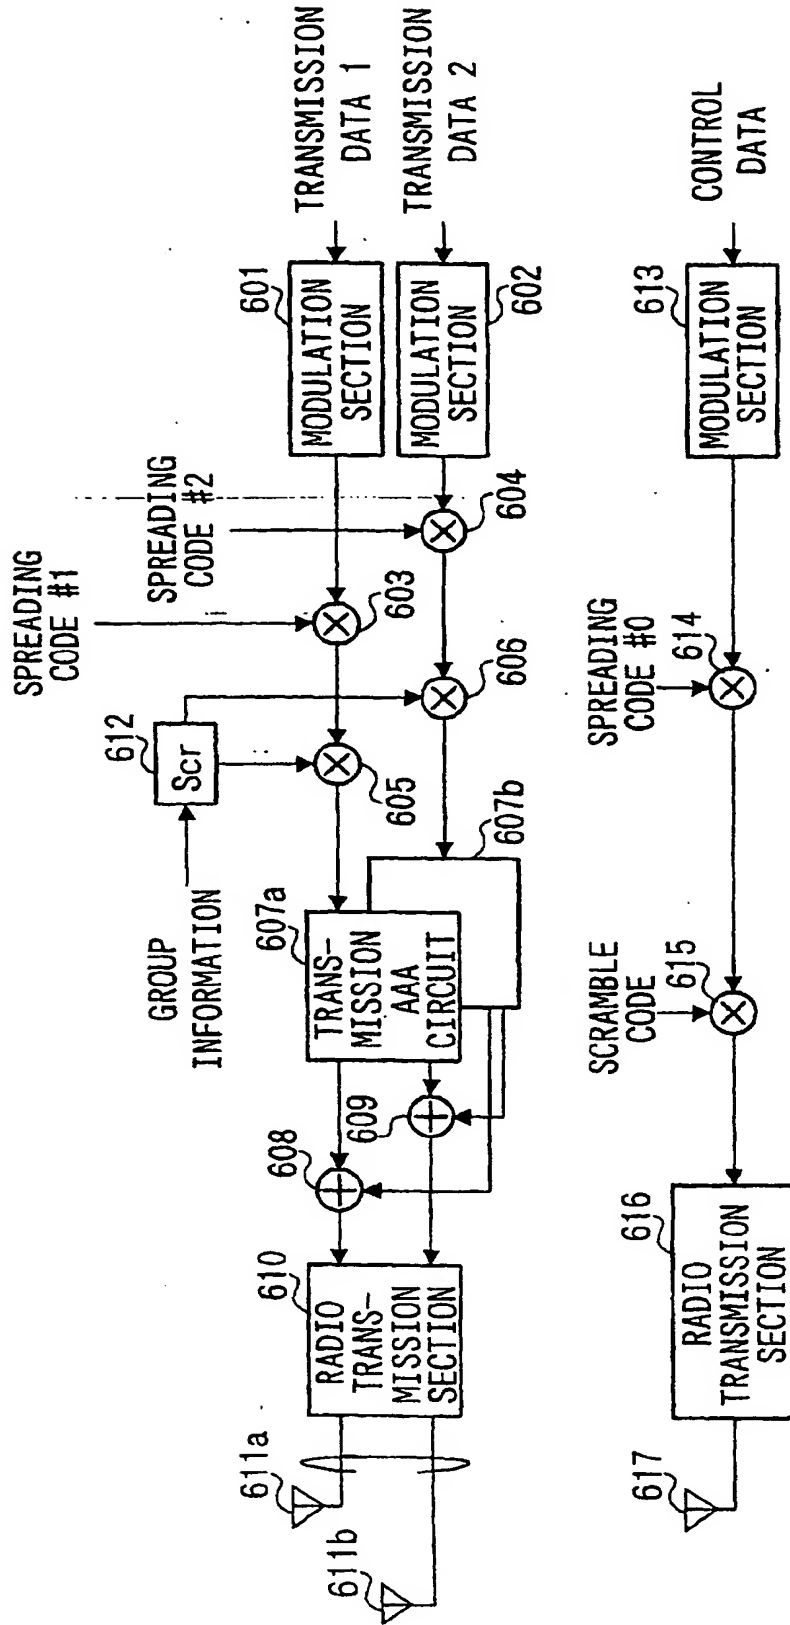 TRANSMISSION
DATA 1
TRANSMISSION
DATA 2
601
MODULATION
SECTION
MODULATION
SECTION
602
SPREADING
CODE #1
SPREADING
CODE #2
603
604
612
Scr
605
606
GROUP
INFORMATION
607a
TRANS-
MISSION
AAA
CIRCUIT
607b
608
609
610
RADIO
TRANS-
MISSION
SECTION
611a
611b
CONTROL
DATA
613
MODULATION
SECTION
SPREADING
CODE #0
614
SCRAMBLE
CODE
615
616
RADIO
TRANSMISSION
SECTION
617